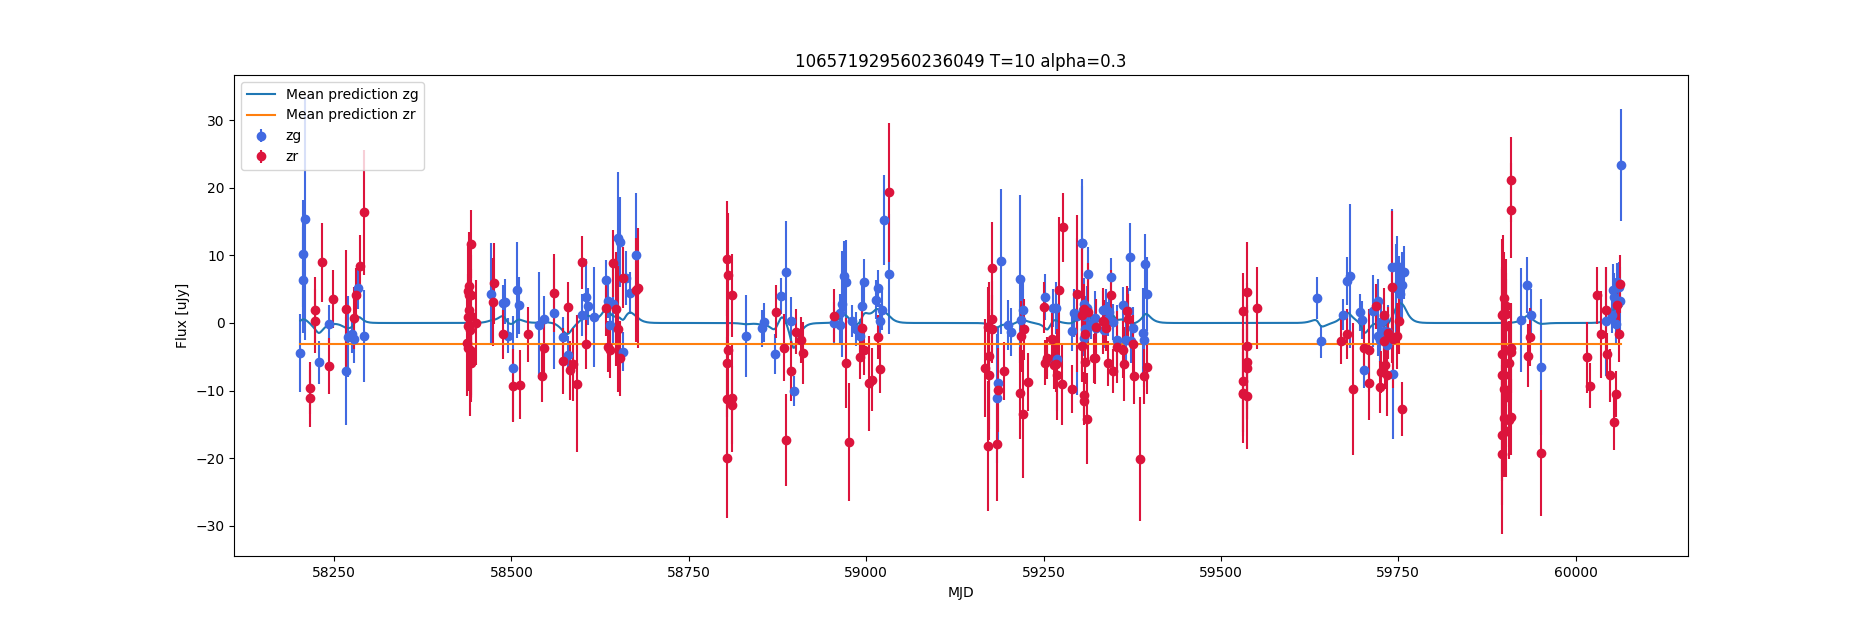 106571929560236049 T=10 alpha=0.3
Mean prediction zg
Mean prediction zr
zg
zr
Flux [uJy]
30
20
10
0
−10
−20
−30
58250 58500 58750 59000 59250 59500 59750 60000
MJD